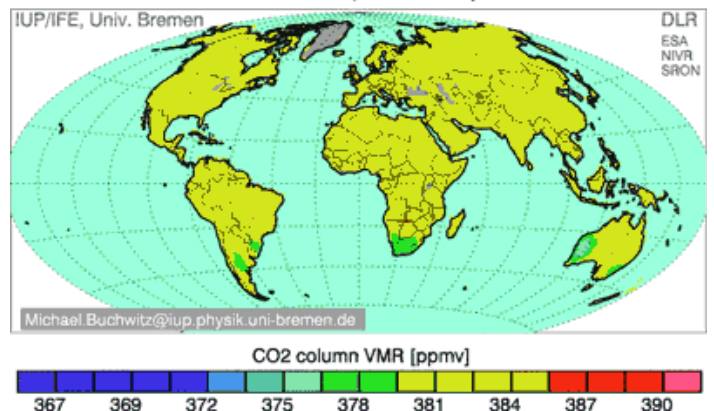 IUP/IFE, Univ. Bremen
DLR
ESA
NIVR
SRON
Michael.Buchwitz@iup.physik.uni-bremen.de
CO2 column VMR [ppmv]
367 369 372 375 378 381 384 387 390